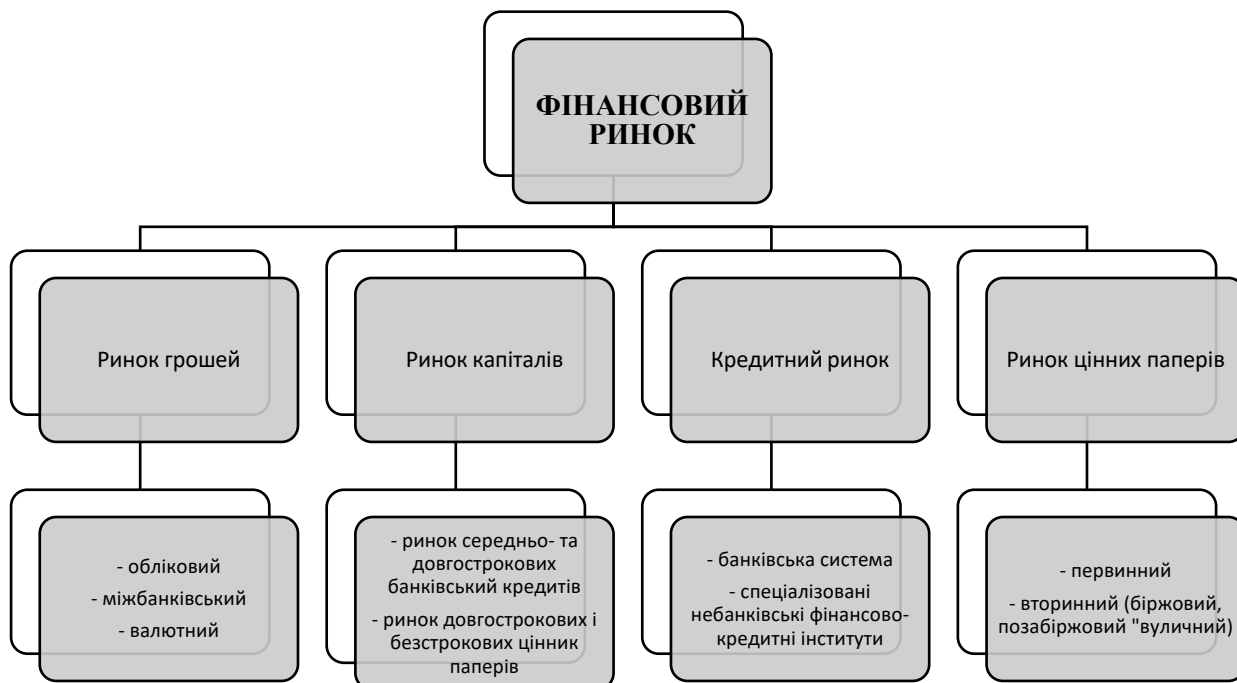 ФІНАНСОВИЙ
РИНОК
Ринок грошей
Ринок капіталів
Кредитний ринок
Ринок цінних паперів
- обліковий
- міжбанківський
- валютний
- ринок середньо- та
довгострокових
банківський кредитів
- ринок довгострокових і
безстрокових цінник
паперів
- банківська система
- спеціалізовані
небанківські фінансово-
кредитні інститути
- первинний
- вторинний (біржовий,
позабіржовий "вуличний)